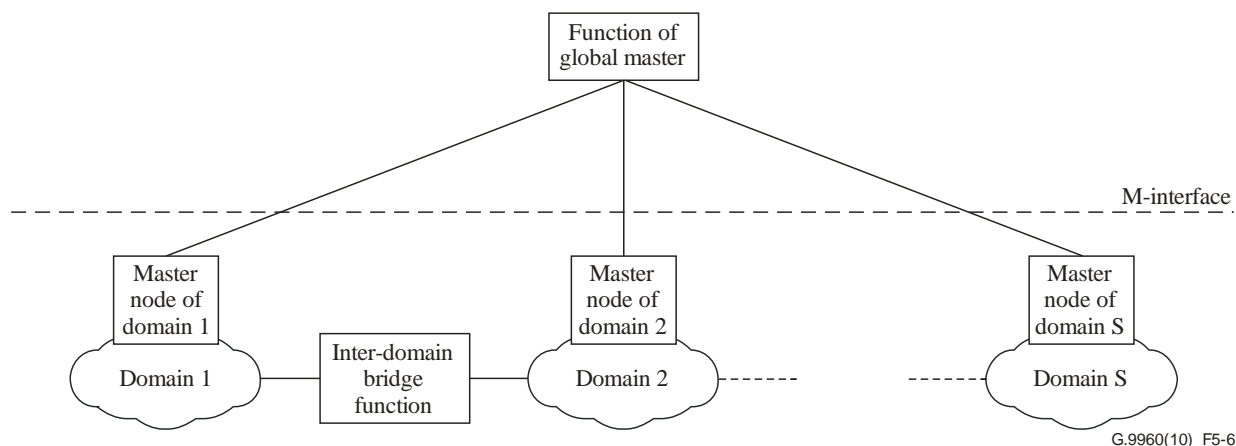 Function of
global master
M-interface
Master
node of
domain 1
Master
node of
domain 2
Master
node of
domain S
Domain 1
Inter-domain
bridge
function
Domain 2
Domain S
G.9960(10)_F5-6